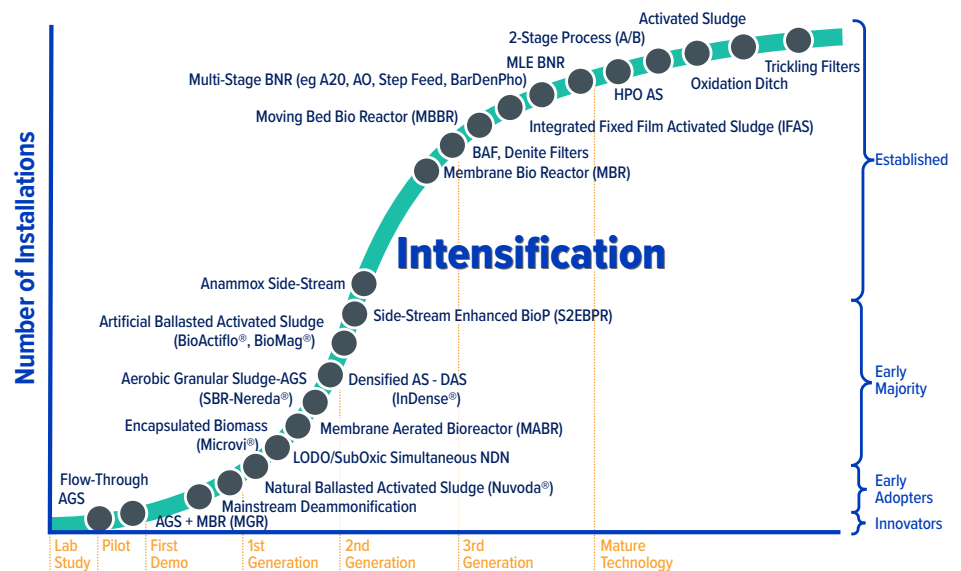 Activated Sludge
2-Stage Process (A/B)
MLE BNR
Trickling Filters
Multi-Stage BNR (eg A20, AO, Step Feed, BarDenPho)
Oxidation Ditch
HPO AS
Moving Bed Bio Reactor (MBBR)
Integrated Fixed Film Activated Sludge (IFAS)
BAF, Denite Filters
Established
Membrane Bio Reactor (MBR)
Number of Installations
Intensification
Anammox Side-Stream
Side-Stream Enhanced BioP (S2EBPR)
Artificial Ballasted Activated Sludge
(BioActiflo®, BioMag®)
Aerobic Granular Sludge-AGS
(SBR-Nereda®)
Densified AS - DAS
(InDense®)
Early
Majority
Encapsulated Biomass
(Microvi®)
Membrane Aerated Bioreactor (MABR)
LODO/SubOxic Simultaneous NDN
Flow-Through
AGS
Natural Ballasted Activated Sludge (Nuvoda®)
Early
Adopters
Mainstream Deammonification
AGS + MBR (MGR)
Innovators
Lab
Study
Pilot
First
Demo
1st
Generation
2nd
Generation
3rd
Generation
Mature
Technology